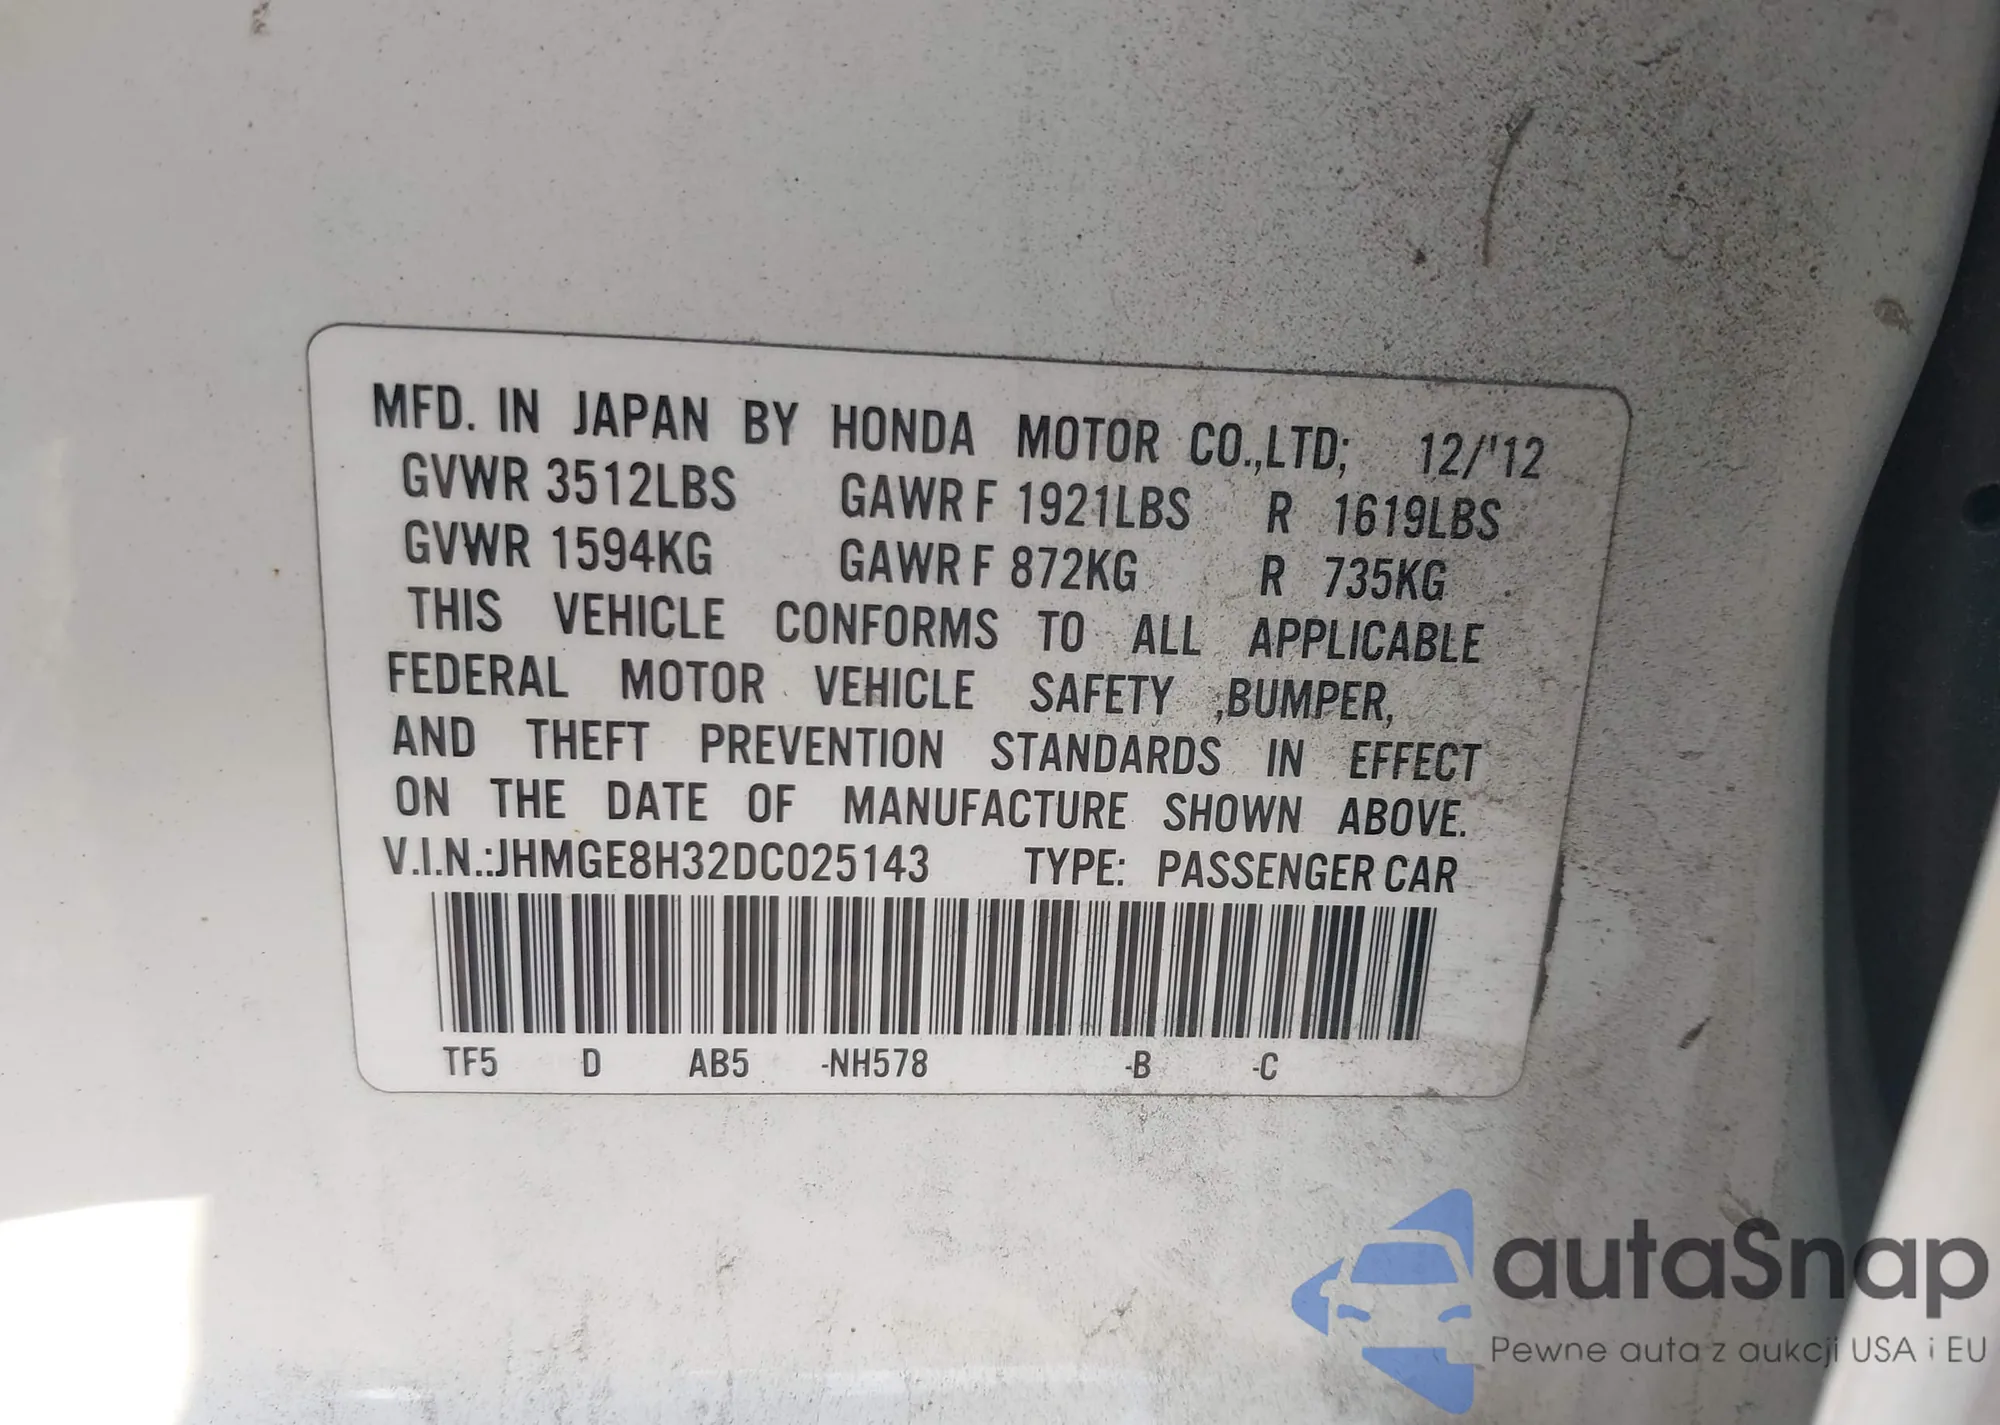 MFD. IN JAPAN BY HONDA MOTOR CO.,LTD; 12/'12
GVWR 3512LBS GAWR F 1921LBS R 1619LBS
GVWR 1594KG GAWR F 872KG R 735KG
THIS VEHICLE CONFORMS TO ALL APPLICABLE
FEDERAL MOTOR VEHICLE SAFETY ,BUMPER,
AND THEFT PREVENTION STANDARDS IN EFFECT
ON THE DATE OF MANUFACTURE SHOWN ABOVE.
V.I.N.:JHMGE8H32DC025143 TYPE: PASSENGER CAR
TF5 D AB5 -NH578 -B -C
autaSnap
Pewne auta z aukcji USA i EU